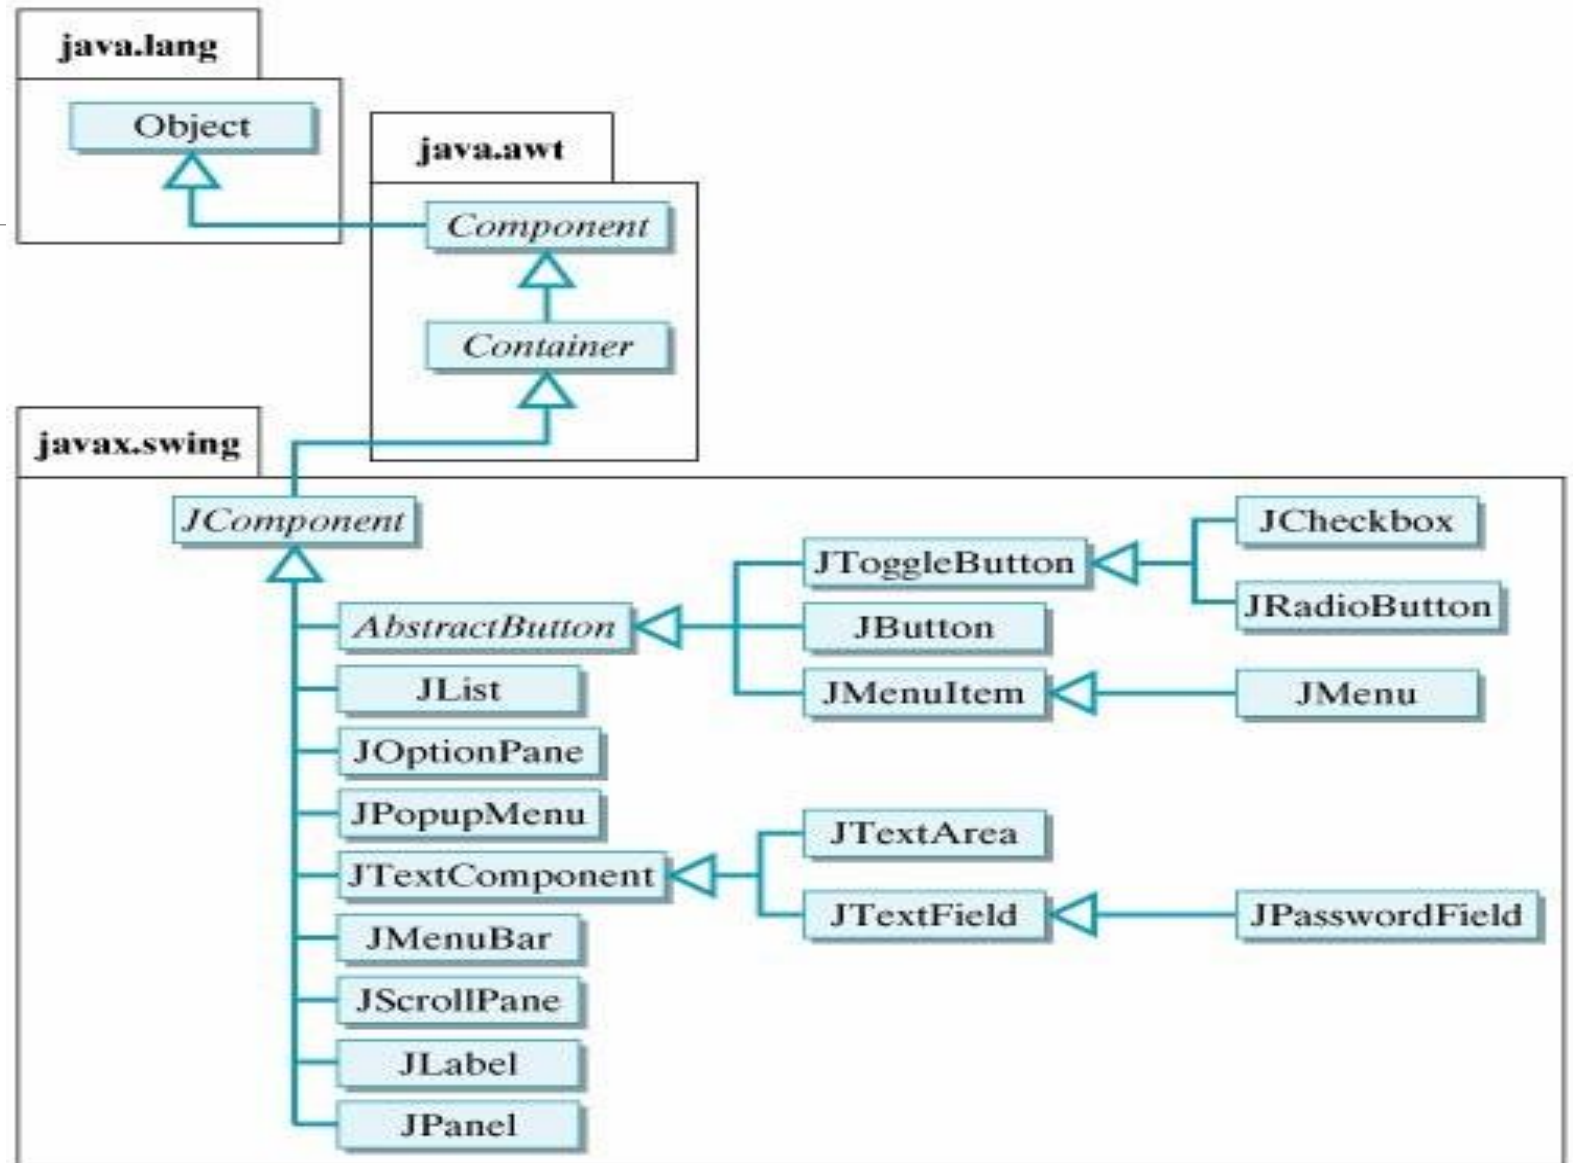 java.lang
Object
java.awt
Component
Container
javax.swing
JComponent
JCheckbox
JToggleButton
JRadioButton
AbstractButton
JButton
JList
JMenuItem
JMenu
JOptionPane
JPopupMenu
JTextArea
JTextComponent
JTextField
JPasswordField
JMenuBar
JScrollPane
JLabel
JPanel